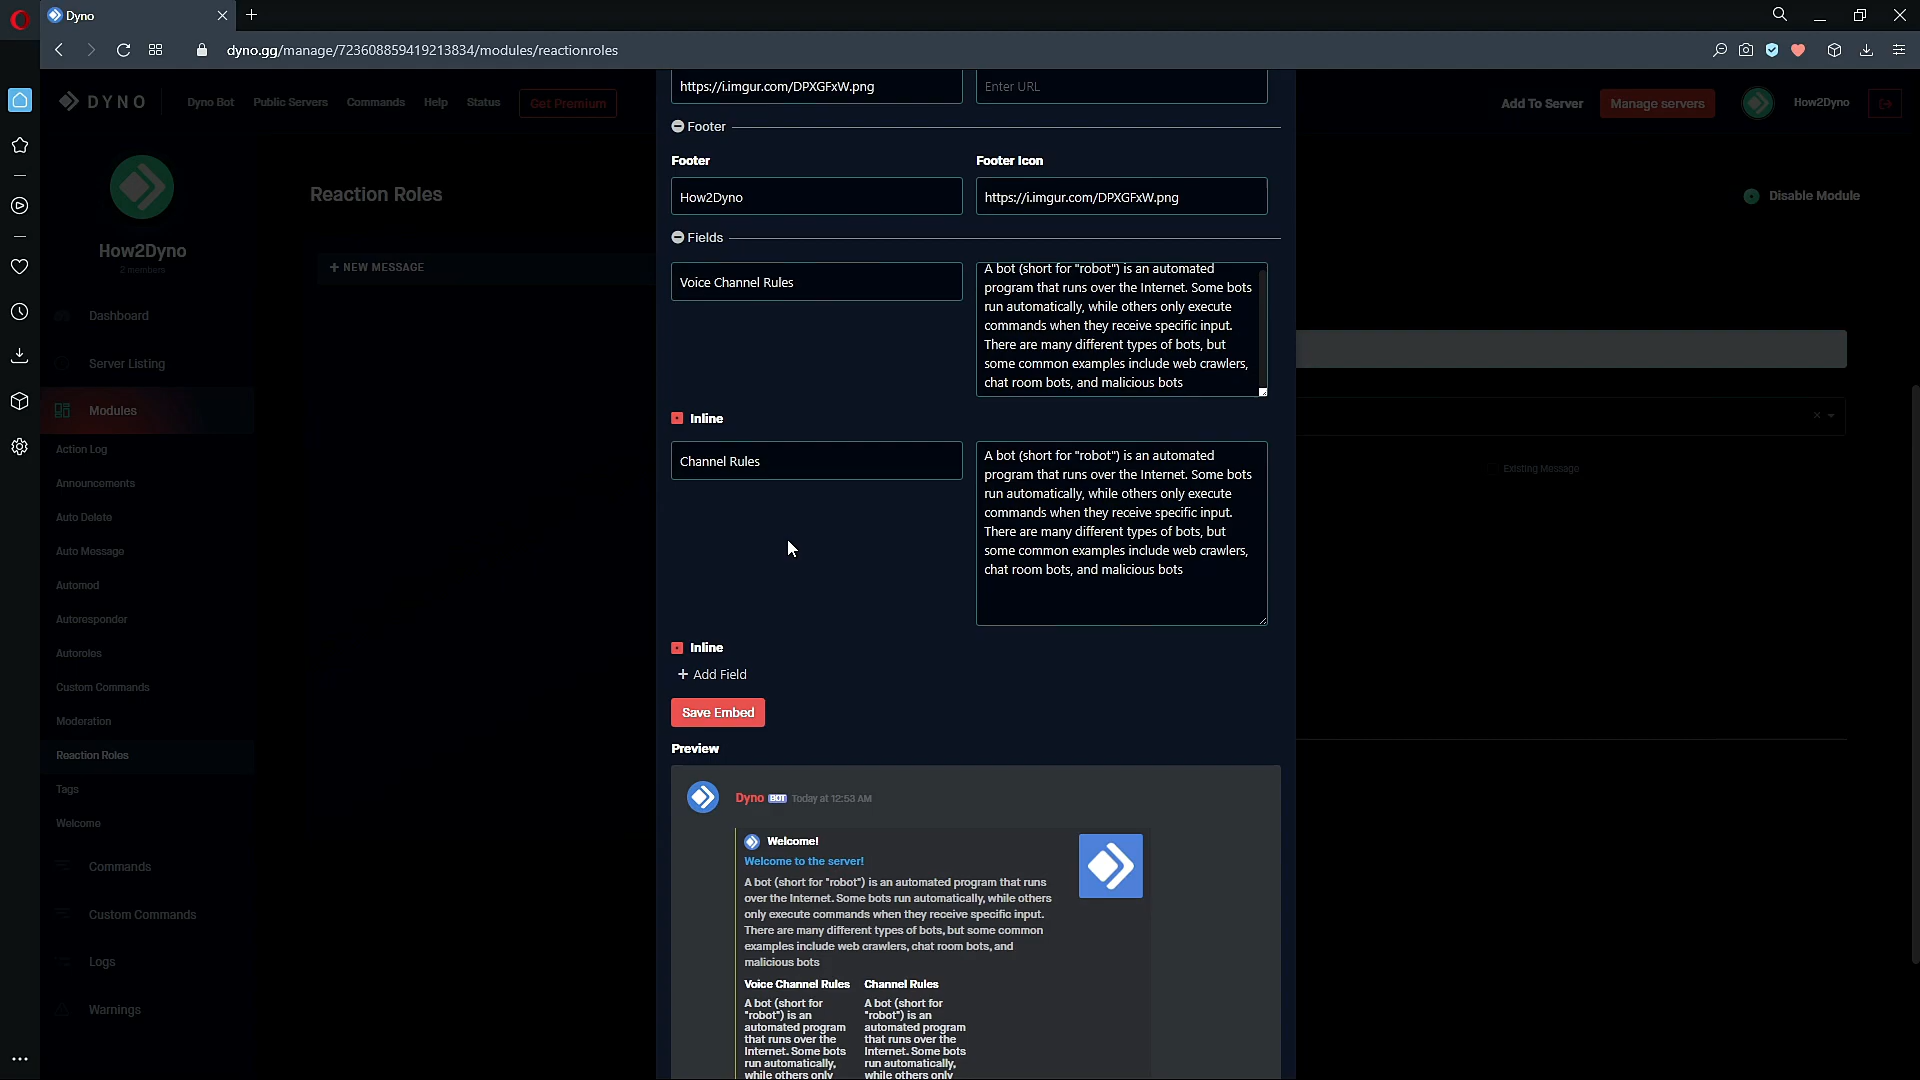 Dyno
dyno.gg/manage/723608859419213834/modules/reactionroles
DYNO
Dyno Bot
Public Servers
Commands
Help
Status
Get Premium
Add To Server
Manage servers
How2Dyno
How2Dyno
2 members
Dashboard
Server Listing
Modules
Action Log
Announcements
Auto Delete
Auto Message
Automod
Autoresponder
Autoroles
Custom Commands
Moderation
Reaction Roles
Tags
Welcome
Commands
Custom Commands
Logs
Warnings
Reaction Roles
+ NEW MESSAGE
https://i.imgur.com/DPXGFxW.png
Enter URL
Footer
Footer
Footer Icon
How2Dyno
https://i.imgur.com/DPXGFxW.png
Fields
Voice Channel Rules
A bot (short for "robot") is an automated
program that runs over the Internet. Some bots
run automatically, while others only execute
commands when they receive specific input.
There are many different types of bots, but
some common examples include web crawlers,
chat room bots, and malicious bots
Inline
Channel Rules
A bot (short for "robot") is an automated
program that runs over the Internet. Some bots
run automatically, while others only execute
commands when they receive specific input.
There are many different types of bots, but
some common examples include web crawlers,
chat room bots, and malicious bots
Inline
+ Add Field
Save Embed
Preview
Dyno BOT Today at 12:53 AM
Welcome!
Welcome to the server!
A bot (short for "robot") is an automated program that runs
over the Internet. Some bots run automatically, while others
only execute commands when they receive specific input.
There are many different types of bots, but some common
examples include web crawlers, chat room bots, and
malicious bots
Voice Channel Rules
A bot (short for
"robot") is an
automated program
that runs over the
Internet. Some bots
run automatically,
while others only
Channel Rules
A bot (short for
"robot") is an
automated program
that runs over the
Internet. Some bots
run automatically,
while others only
Disable Module
Existing Message